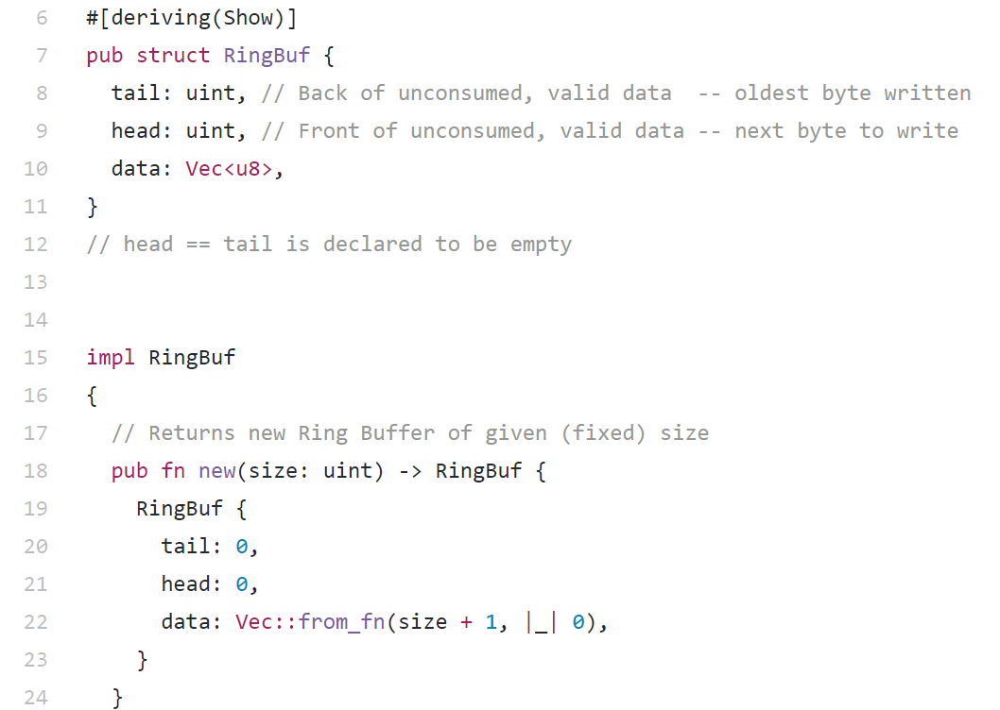 6 #[deriving(Show)]
7 pub struct RingBuf {
8 tail: uint, // Back of unconsumed, valid data  -- oldest byte written
9 head: uint, // Front of unconsumed, valid data -- next byte to write
10 data: Vec<u8>,
11 }
12 // head == tail is declared to be empty
13
14
15 impl RingBuf
16 {
17 // Returns new Ring Buffer of given (fixed) size
18 pub fn new(size: uint) -> RingBuf {
19 RingBuf {
20 tail: 0,
21 head: 0,
22 data: Vec::from_fn(size + 1, |_| 0),
23 }
24 }